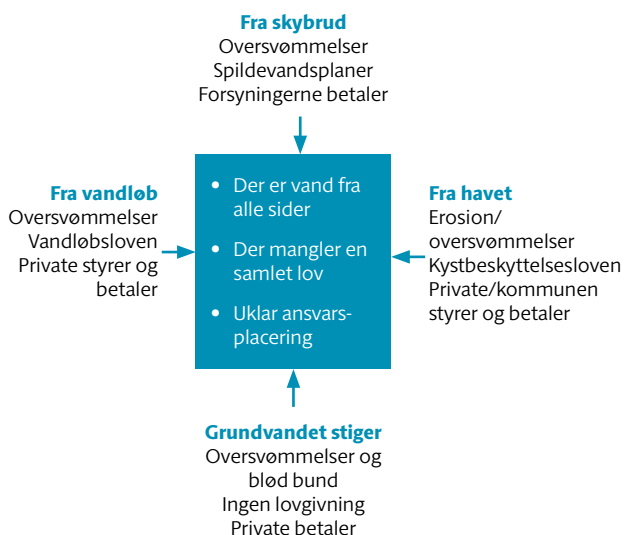 Fra skybrud
Oversvømmelser
Spildevandsplaner
Forsyningerne betaler
Fra vandløb
Oversvømmelser
Vandløbsloven
Private styrer og
betaler
• Der er vand fra
alle sider
• Der mangler en
samlet lov
• Uklar ansvars-
placering
Fra havet
Erosion/
oversvømmelser
Kystbeskyttelsesloven
Private/kommunen
styrer og betaler
Grundvandet stiger
Oversvømmelser og
blød bund
Ingen lovgivning
Private betaler